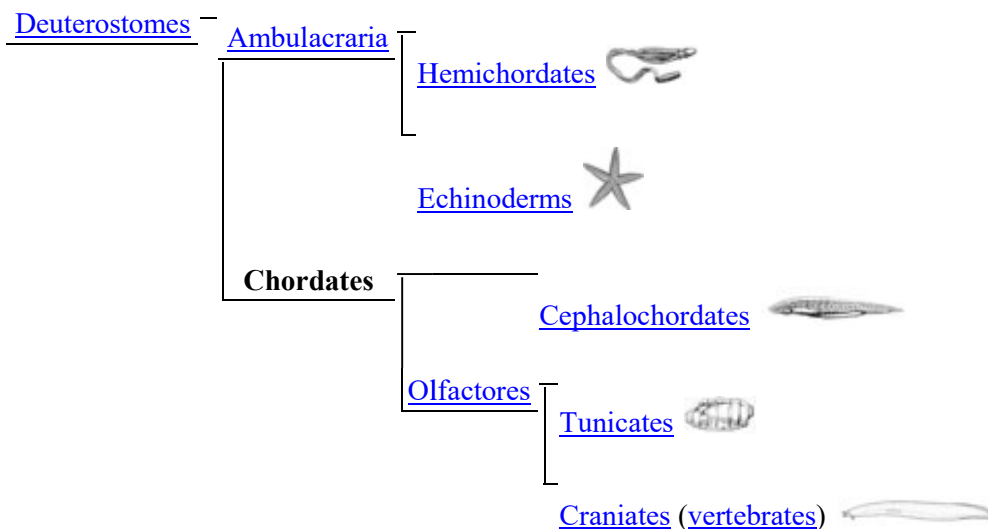 Deuterostomes
Ambulacraria
Hemichordates
Echinoderms
Chordates
Cephalochordates
Olfactores
Tunicates
Craniates (vertebrates)